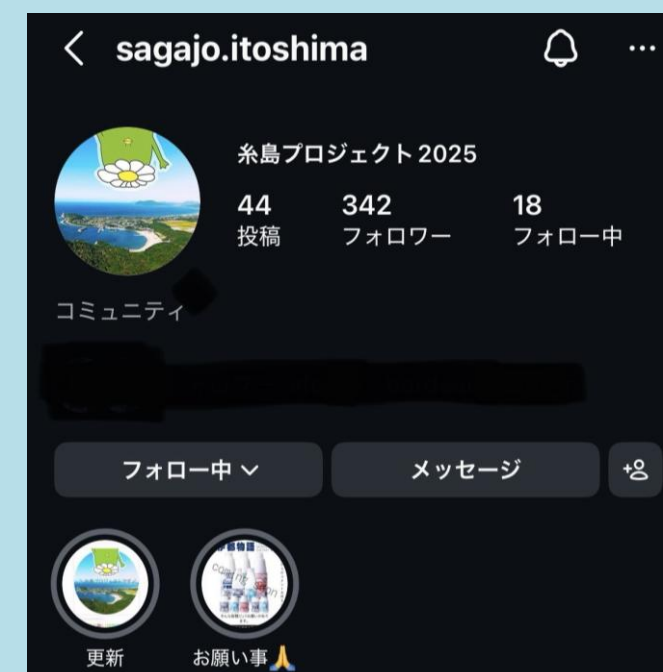 sagajo.itoshima
糸島プロジェクト2025
44 342 18
投稿 フォロワー フォロー中
コミュニティ
フォロー中 メッセージ
更新 お願い事🙏